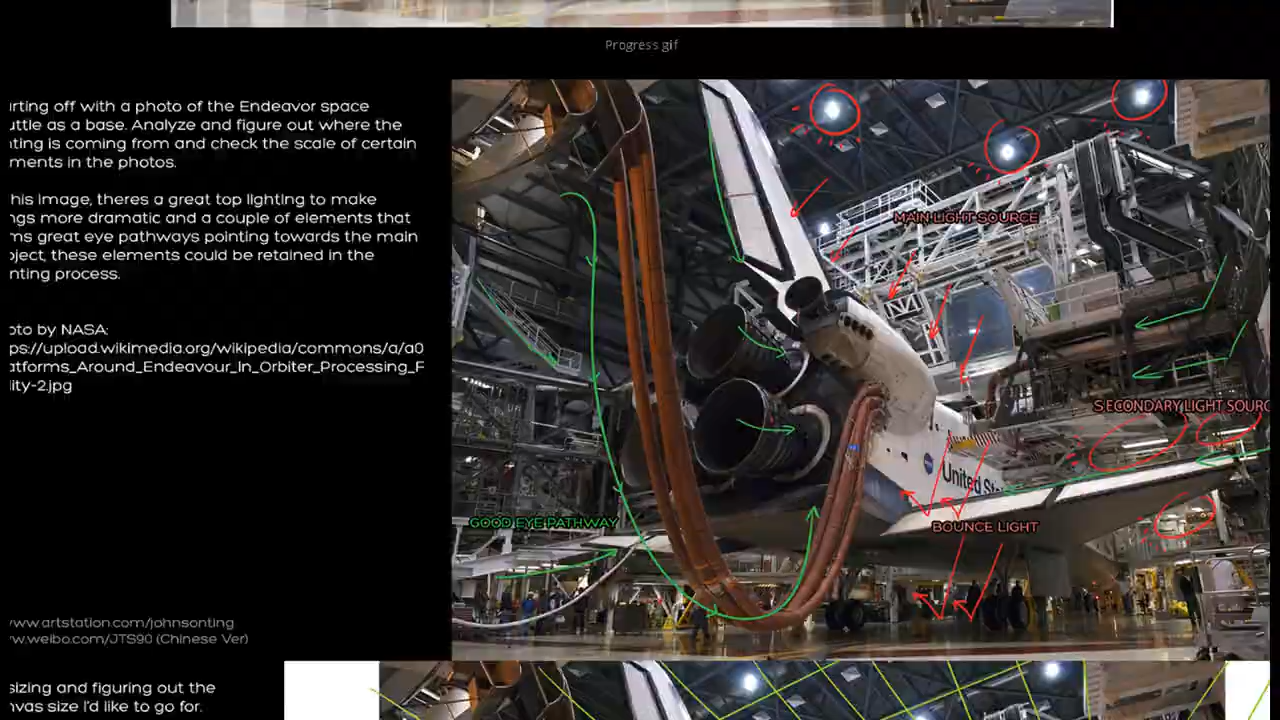 Progress gif
rting off with a photo of the Endeavor space
uttle as a base. Analyze and figure out where the
ting is coming from and check the scale of certain
ments in the photos.
his image, theres a great top lighting to make
ngs more dramatic and a couple of elements that
ms great eye pathways pointing towards the main
ject, these elements could be retained in the
nting process.
oto by NASA:
ps://upload.wikimedia.org/wikipedia/commons/a/a0
atforms_Around_Endeavour_In_Orbiter_Processing_F
ility-2.jpg
MAIN LIGHT SOURCE
SECONDARY LIGHT SOURC
United Sta
GOOD EYE PATHWAY
BOUNCE LIGHT
www.artstation.com/johnsonting
w.weibo.com/JTS90 (Chinese Ver)
sizing and figuring out the
nvas size I'd like to go for.